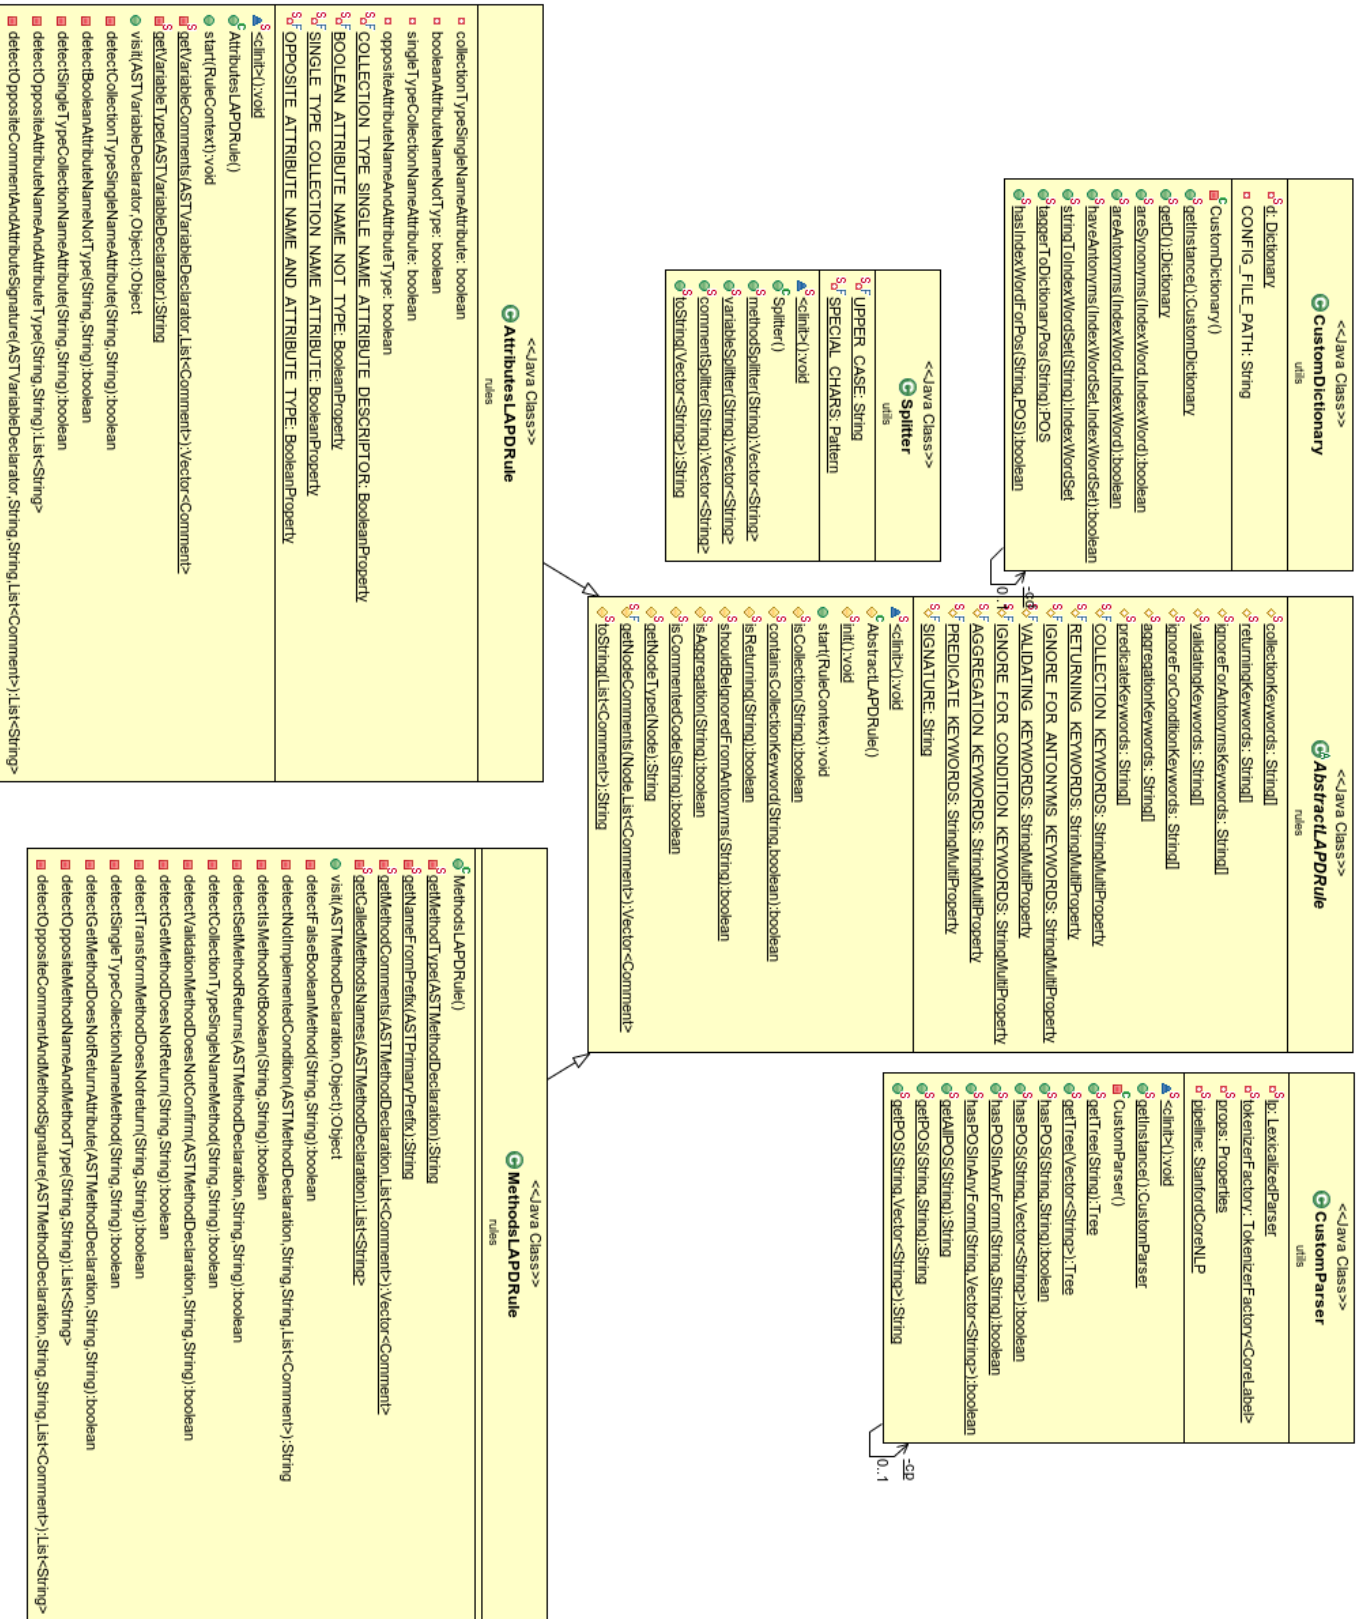 <<Java Class>>
CustomDictionary
utils
d: Dictionary
CONFIG_FILE_PATH: String
CustomDictionary()
getInstance():CustomDictionary
getD():Dictionary
areSynonyms(IndexWord,IndexWord):boolean
areAntonyms(IndexWord,IndexWord):boolean
haveAntonyms(IndexWordSet,IndexWordSet):boolean
stringToIndexWordSet(String):IndexWordSet
taggerToDictionaryPos(String):POS
hasIndexWordForPos(String,POS):boolean
-cd
0..1
<<Java Class>>
AbstractLAPDRule
rules
collectionKeywords: String[]
returningKeywords: String[]
ignoreForAntonymsKeywords: String[]
validatingKeywords: String[]
ignoreForConditionKeywords: String[]
aggregationKeywords: String[]
predicateKeywords: String[]
COLLECTION_KEYWORDS: StringMultiProperty
RETURNING_KEYWORDS: StringMultiProperty
IGNORE_FOR_ANTONYMS_KEYWORDS: StringMultiProperty
VALIDATING_KEYWORDS: StringMultiProperty
IGNORE_FOR_CONDITION_KEYWORDS: StringMultiProperty
AGGREGATION_KEYWORDS: StringMultiProperty
PREDICATE_KEYWORDS: StringMultiProperty
SIGNATURE: String
<clinit>():void
AbstractLAPDRule()
init():void
start(RuleContext):void
isCollection(String):boolean
containsCollectionKeyword(String,boolean):boolean
isReturning(String):boolean
shouldBeIgnoredFromAntonyms(String):boolean
isAggregation(String):boolean
isCommentedCode(String):boolean
getNodeType(Node):String
getNodeComments(Node,List<Comment>):Vector<Comment>
toString(List<Comment>):String
<<Java Class>>
CustomParser
utils
lp: LexicalizedParser
tokenizerFactory: TokenizerFactory<CoreLabel>
props: Properties
pipeline: StanfordCoreNLP
<clinit>():void
getInstance():CustomParser
CustomParser()
getTree(String):Tree
getTree(Vector<String>):Tree
hasPOS(String,String):boolean
hasPOS(String,Vector<String>):boolean
hasPOSInAnyForm(String,String):boolean
hasPOSInAnyForm(String,Vector<String>):boolean
getAllPOS(String):String
getPOS(String,String):String
getPOS(String,Vector<String>):String
-cp
0..1
<<Java Class>>
Splitter
utils
UPPER_CASE: String
SPECIAL_CHARS: Pattern
<clinit>():void
Splitter()
methodSplitter(String):Vector<String>
variableSplitter(String):Vector<String>
commentSplitter(String):Vector<String>
toString(Vector<String>):String
<<Java Class>>
AttributesLAPDRule
rules
collectionTypeSingleNameAttribute: boolean
booleanAttributeNameNotType: boolean
singleTypeCollectionNameAttribute: boolean
oppositeAttributeNameAndAttributeType: boolean
COLLECTION_TYPE_SINGLE_NAME_ATTRIBUTE_DESCRIPTOR: BooleanProperty
BOOLEAN_ATTRIBUTE_NAME_NOT_TYPE: BooleanProperty
SINGLE_TYPE_COLLECTION_NAME_ATTRIBUTE: BooleanProperty
OPPOSITE_ATTRIBUTE_NAME_AND_ATTRIBUTE_TYPE: BooleanProperty
<clinit>():void
AttributesLAPDRule()
start(RuleContext):void
getVariableComments(ASTVariableDeclarator,List<Comment>):Vector<Comment>
getVariableType(ASTVariableDeclarator):String
visit(ASTVariableDeclarator,Object):Object
detectCollectionTypeSingleNameAttribute(String,String):boolean
detectBooleanAttributeNameNotType(String,String):boolean
detectSingleTypeCollectionNameAttribute(String,String):boolean
detectOppositeAttributeNameAndAttributeType(String,String):List<String>
detectOppositeCommentAndAttributeSignature(ASTVariableDeclarator,String,String,List<Comment>):List<String>
<<Java Class>>
MethodsLAPDRule
rules
MethodsLAPDRule()
getMethodType(ASTMethodDeclaration):String
getNameFromPrefix(ASTPrimaryPrefix):String
getMethodComments(ASTMethodDeclaration,List<Comment>):Vector<Comment>
getCalledMethodsNames(ASTMethodDeclaration):List<String>
visit(ASTMethodDeclaration,Object):Object
detectFalseBooleanMethod(String,String):boolean
detectNotImplementedCondition(ASTMethodDeclaration,String,String,List<Comment>):String
detectIsMethodNotBoolean(String,String):boolean
detectSetMethodReturns(ASTMethodDeclaration,String,String):boolean
detectCollectionTypeSingleNameMethod(String,String):boolean
detectValidationMethodDoesNotConfirm(ASTMethodDeclaration,String,String):boolean
detectGetMethodDoesNotReturn(String,String):boolean
detectTransformMethodDoesNotreturn(String,String):boolean
detectSingleTypeCollectionNameMethod(String,String):boolean
detectGetMethodDoesNotReturnAttribute(ASTMethodDeclaration,String,String):boolean
detectOppositeMethodNameAndMethodType(String,String):List<String>
detectOppositeCommentAndMethodSignature(ASTMethodDeclaration,String,String,List<Comment>):List<String>